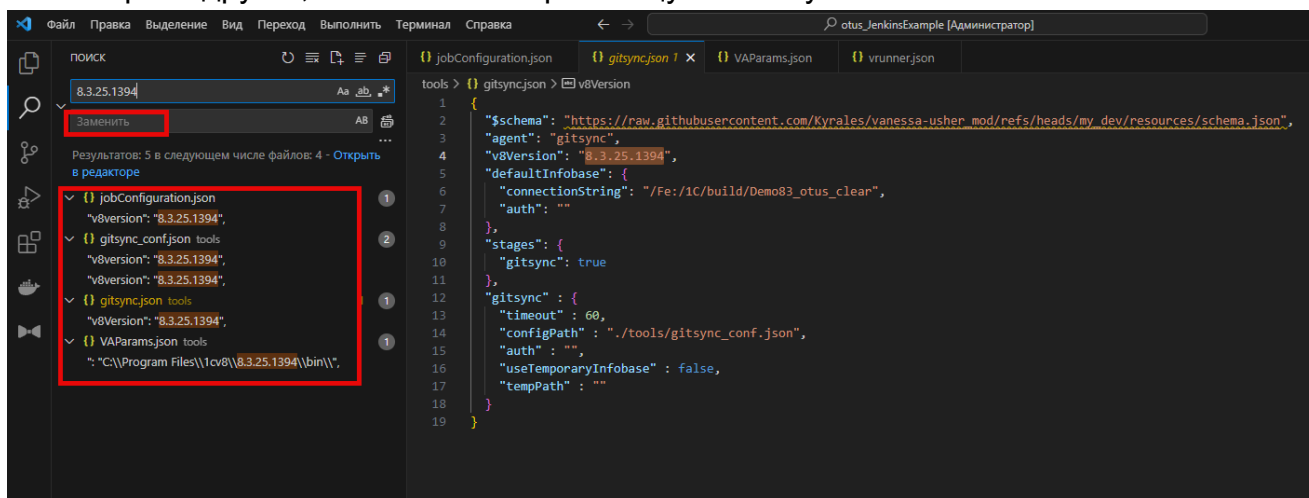 Файл Правка Выделение Вид Переход Выполнить Терминал Справка
otus_JenkinsExample [Администратор]
ПОИСК
8.3.25.1394
Aa ab, .*
Заменить
AB
Результатов: 5 в следующем числе файлов: 4 - Открыть
в редакторе
{} jobConfiguration.json 1
"v8version": "8.3.25.1394",
{} gitsync_conf.json tools 2
"v8version": "8.3.25.1394",
"v8version": "8.3.25.1394",
{} gitsync.json tools 1
"v8Version": "8.3.25.1394",
{} VAParams.json tools 1
": "C:\\Program Files\\1cv8\\8.3.25.1394\\bin\\",
{} jobConfiguration.json {} gitsync.json 1 {} VAParams.json {} vrunner.json
tools > {} gitsync.json > v8Version
1 {
2 "$schema": "https://raw.githubusercontent.com/Kyrales/vanessa-usher_mod/refs/heads/my_dev/resources/schema.json",
3 "agent": "gitsync",
4 "v8Version": "8.3.25.1394",
5 "defaultInfobase": {
6 "connectionString": "/Fe:/1C/build/Demo83_otus_clear",
7 "auth": ""
8 },
9 "stages": {
10 "gitsync": true
11 },
12 "gitsync" : {
13 "timeout" : 60,
14 "configPath" : "./tools/gitsync_conf.json",
15 "auth" : "",
16 "useTemporaryInfobase" : false,
17 "tempPath" : ""
18 }
19 }